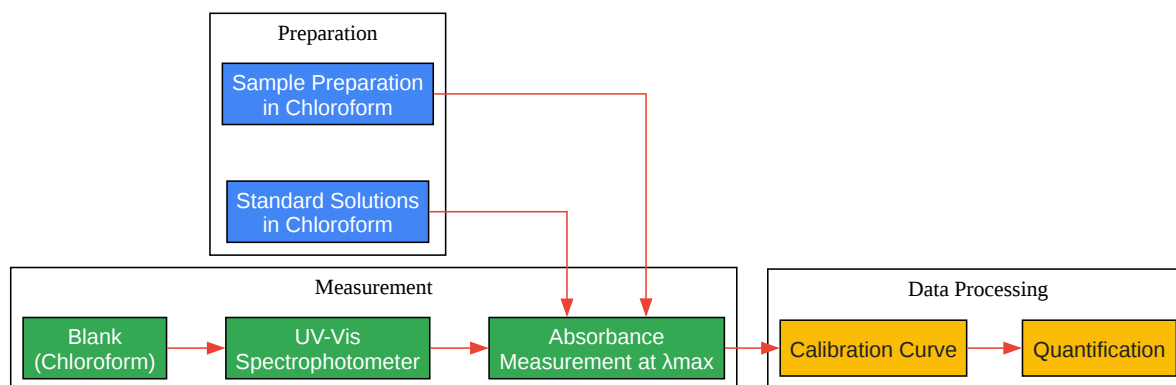 Preparation
Sample Preparation
in Chloroform
Standard Solutions
in Chloroform
Measurement
Blank
(Chloroform)
UV-Vis
Spectrophotometer
Absorbance
Measurement at λmax
Data Processing
Calibration Curve
Quantification